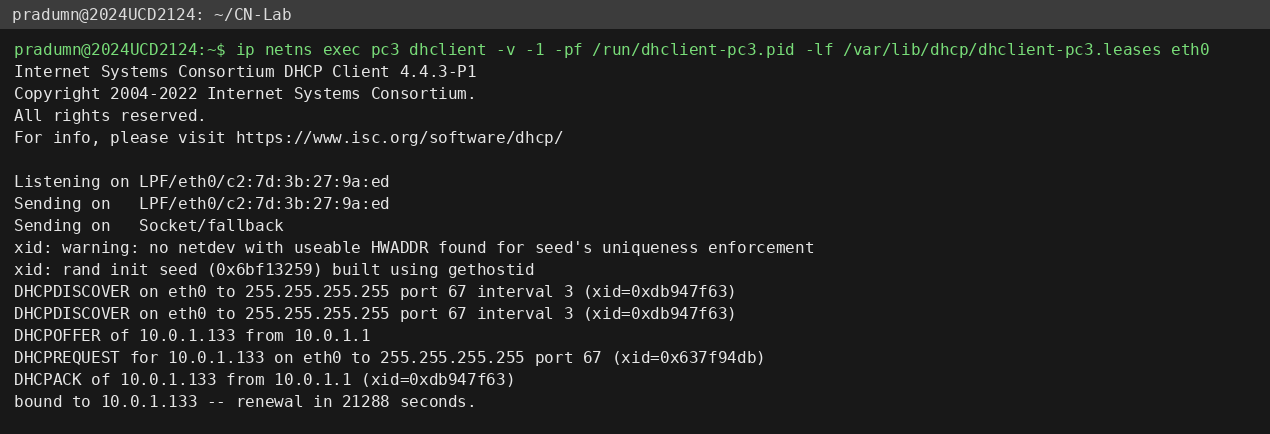 pradumn@2024UCD2124: ~/CN-Lab
pradumn@2024UCD2124:~$ ip netns exec pc3 dhclient -v -1 -pf /run/dhclient-pc3.pid -lf /var/lib/dhcp/dhclient-pc3.leases eth0
Internet Systems Consortium DHCP Client 4.4.3-P1
Copyright 2004-2022 Internet Systems Consortium.
All rights reserved.
For info, please visit https://www.isc.org/software/dhcp/
Listening on LPF/eth0/c2:7d:3b:27:9a:ed
Sending on   LPF/eth0/c2:7d:3b:27:9a:ed
Sending on   Socket/fallback
xid: warning: no netdev with useable HWADDR found for seed's uniqueness enforcement
xid: rand init seed (0x6bf13259) built using gethostid
DHCPDISCOVER on eth0 to 255.255.255.255 port 67 interval 3 (xid=0xdb947f63)
DHCPDISCOVER on eth0 to 255.255.255.255 port 67 interval 3 (xid=0xdb947f63)
DHCPOFFER of 10.0.1.133 from 10.0.1.1
DHCPREQUEST for 10.0.1.133 on eth0 to 255.255.255.255 port 67 (xid=0x637f94db)
DHCPACK of 10.0.1.133 from 10.0.1.1 (xid=0xdb947f63)
bound to 10.0.1.133 -- renewal in 21288 seconds.